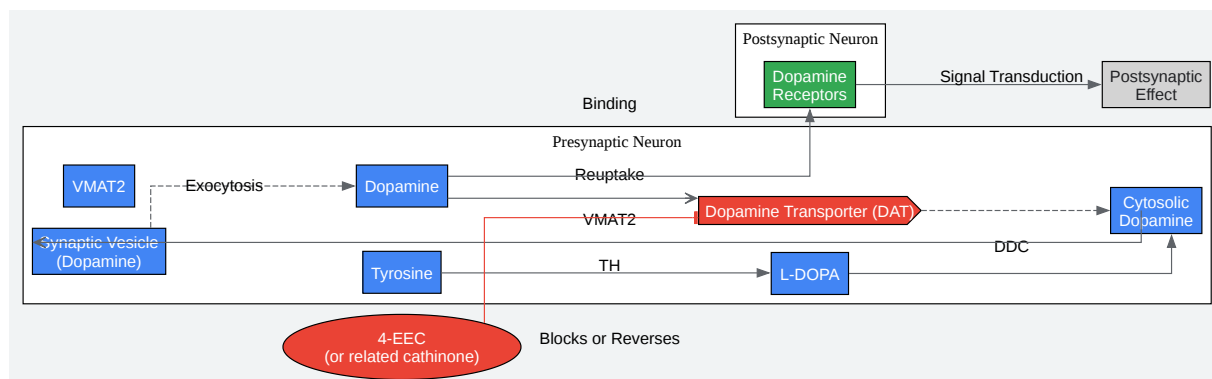 Postsynaptic Neuron
Dopamine
Receptors
Signal Transduction
Postsynaptic
Effect
Binding
Presynaptic Neuron
VMAT2
Exocytosis
Dopamine
Reuptake
Dopamine Transporter (DAT)
Cytosolic
Dopamine
VMAT2
Synaptic Vesicle
(Dopamine)
DDC
Tyrosine
TH
L-DOPA
4-EEC
(or related cathinone)
Blocks or Reverses